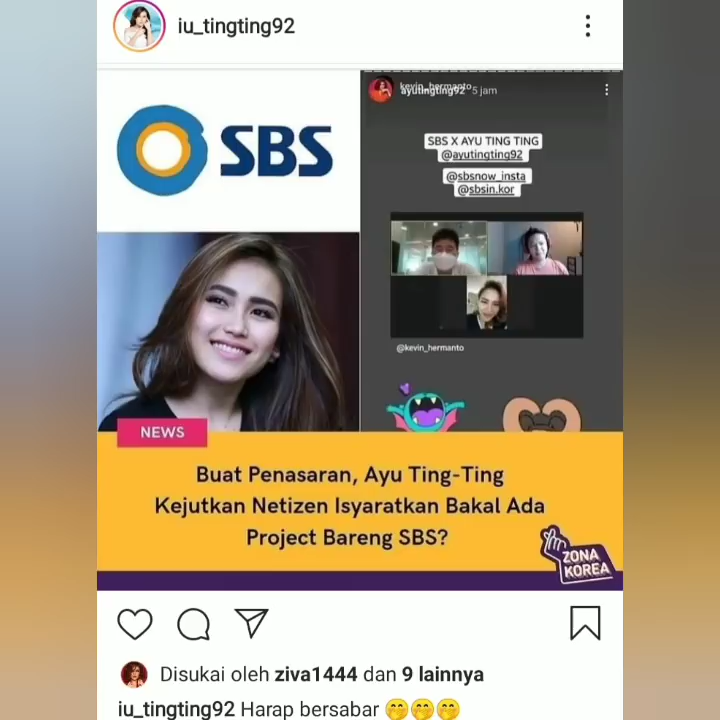 iu_tingting92
SBS
kevin_hermanto
ayutingting92 5 jam
SBS X AYU TING TING
@ayutingting92
@sbsnow_insta
@sbsin.kor
@kevin_hermanto
NEWS
Buat Penasaran, Ayu Ting-Ting
Kejutkan Netizen Isyaratkan Bakal Ada
Project Bareng SBS?
ZONA
KOREA
Disukai oleh ziva1444 dan 9 lainnya
iu_tingting92 Harap bersabar 🤭🤭🤭